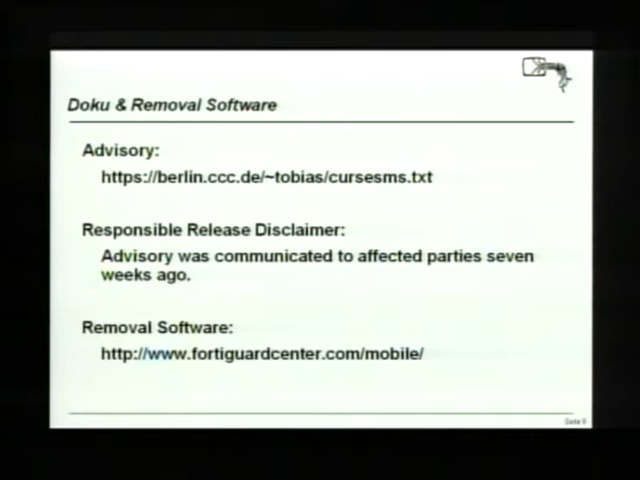 Doku & Removal Software
Advisory:
https://berlin.ccc.de/~tobias/cursesms.txt
Responsible Release Disclaimer:
Advisory was communicated to affected parties seven
weeks ago.
Removal Software:
http://www.fortiguardcenter.com/mobile/